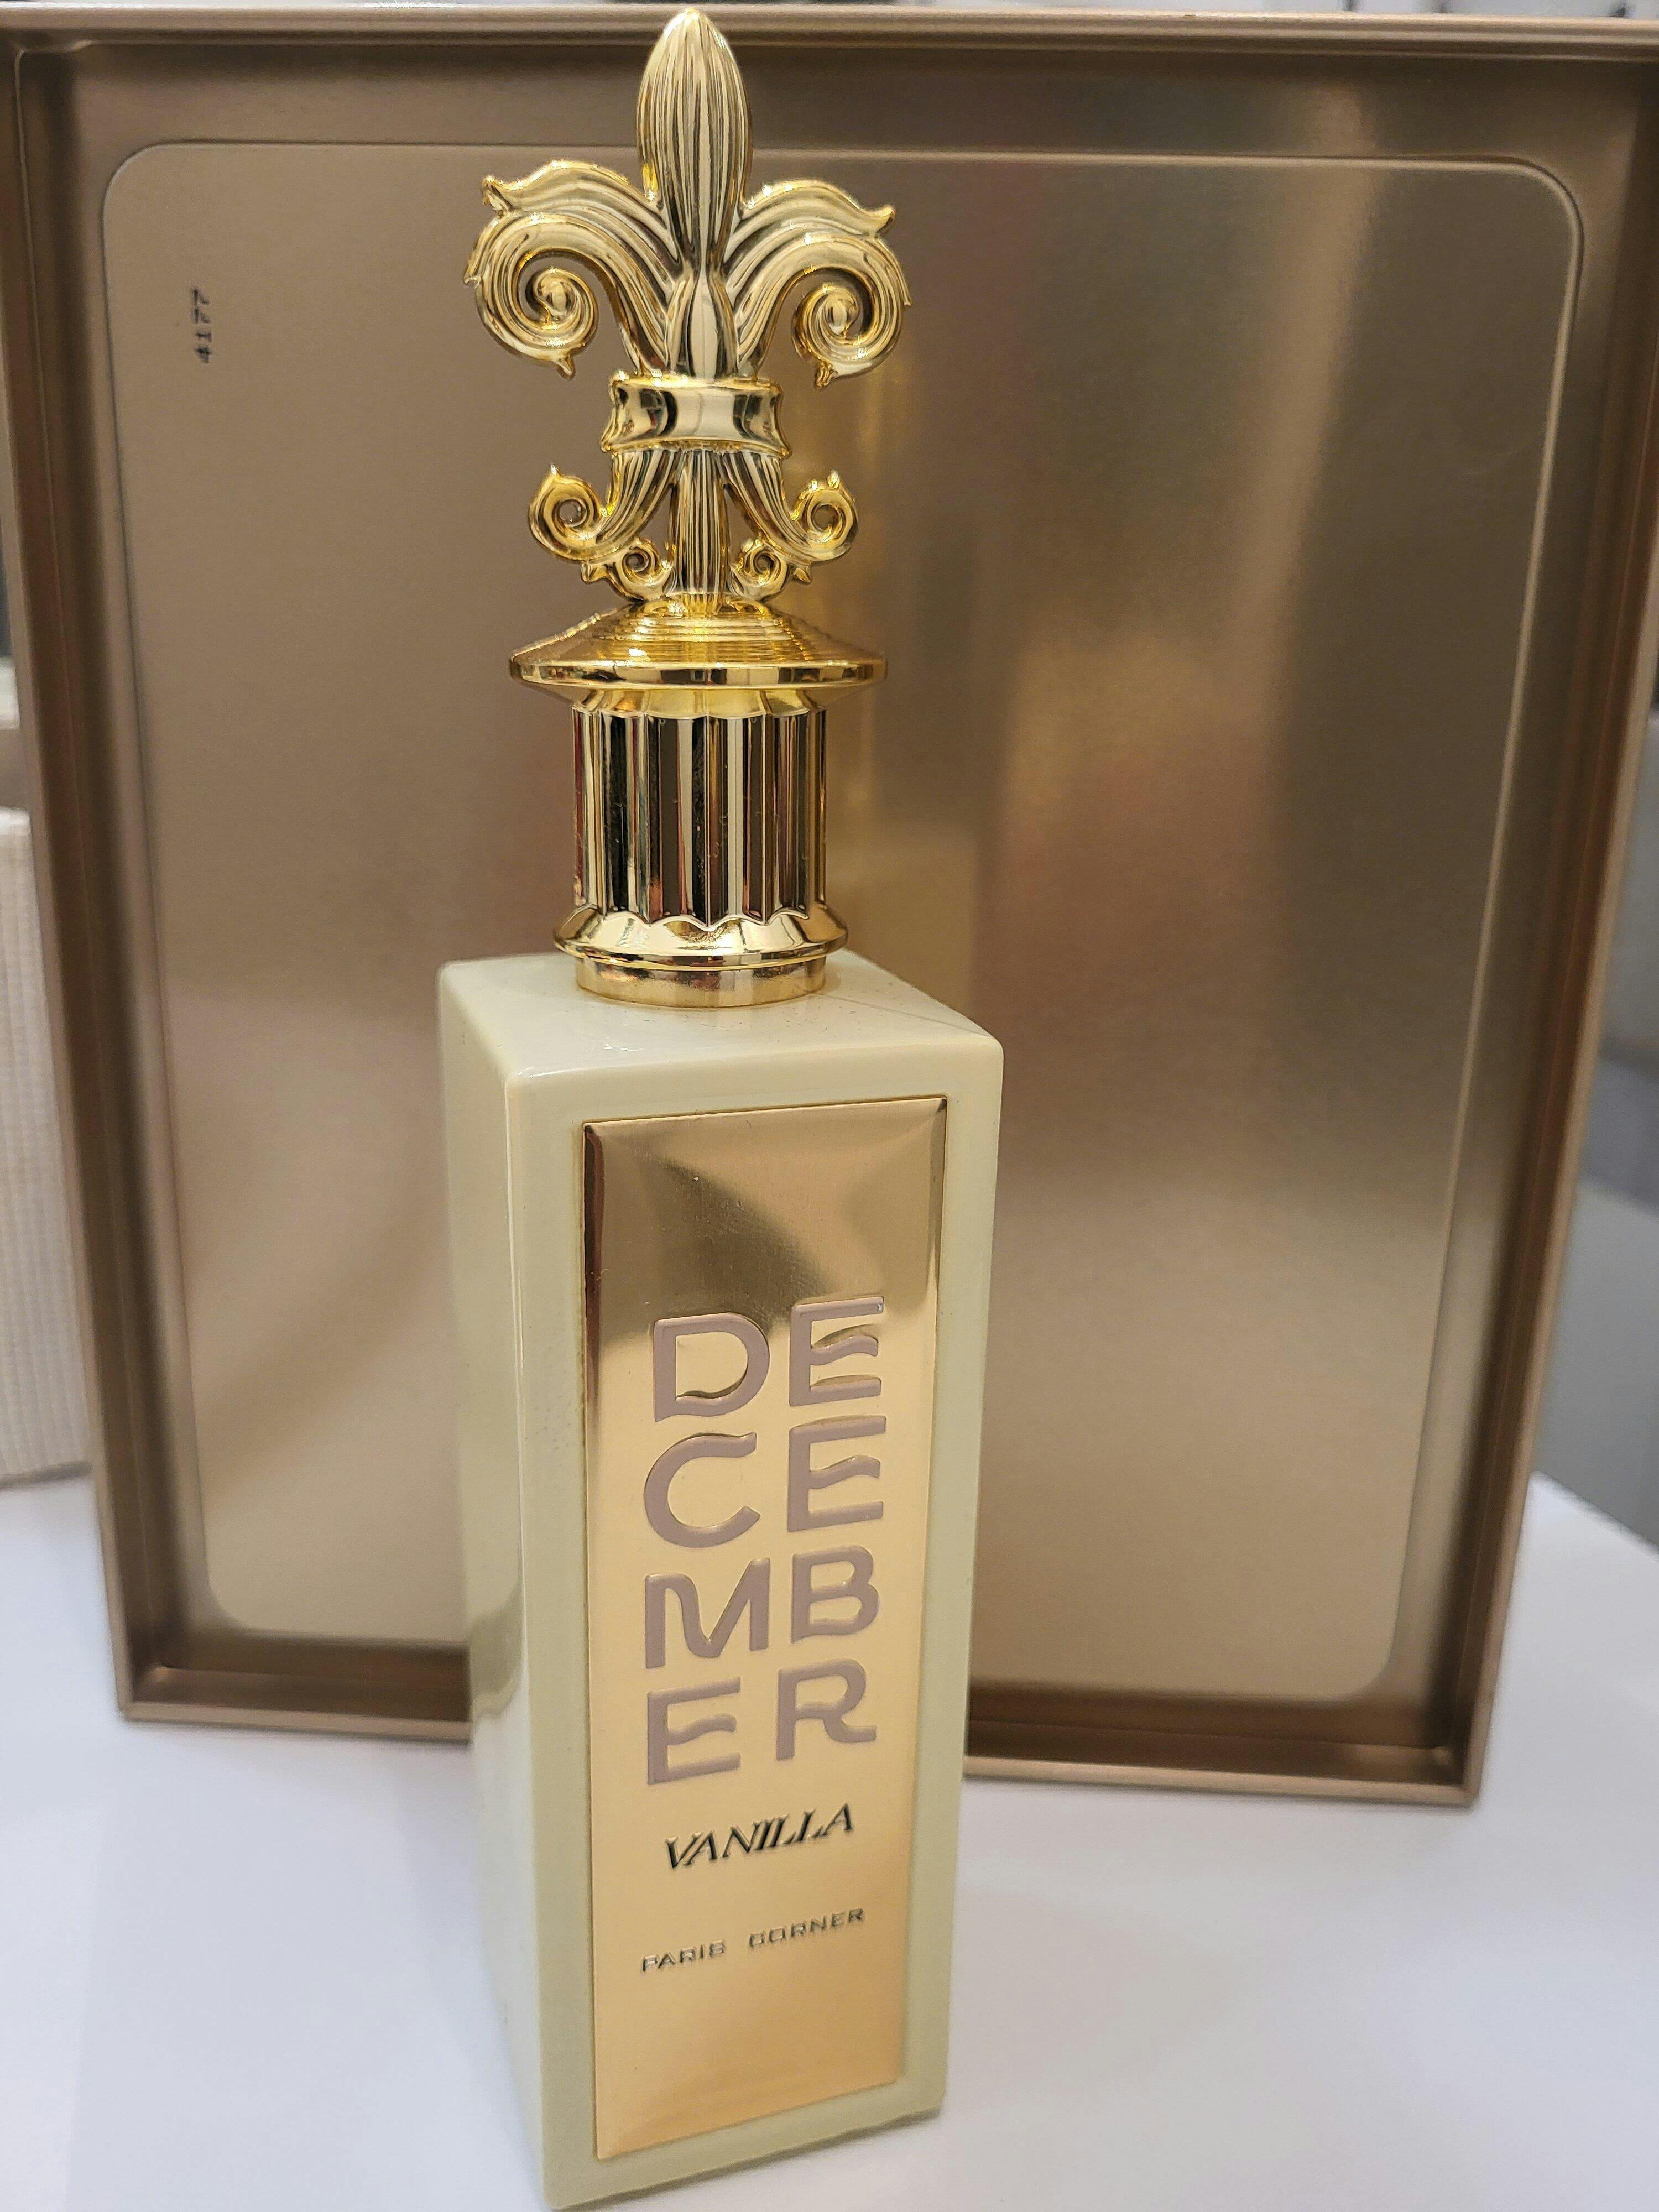 4177
DE
CE
MB
ER
VANILLA
PARIS CORNER